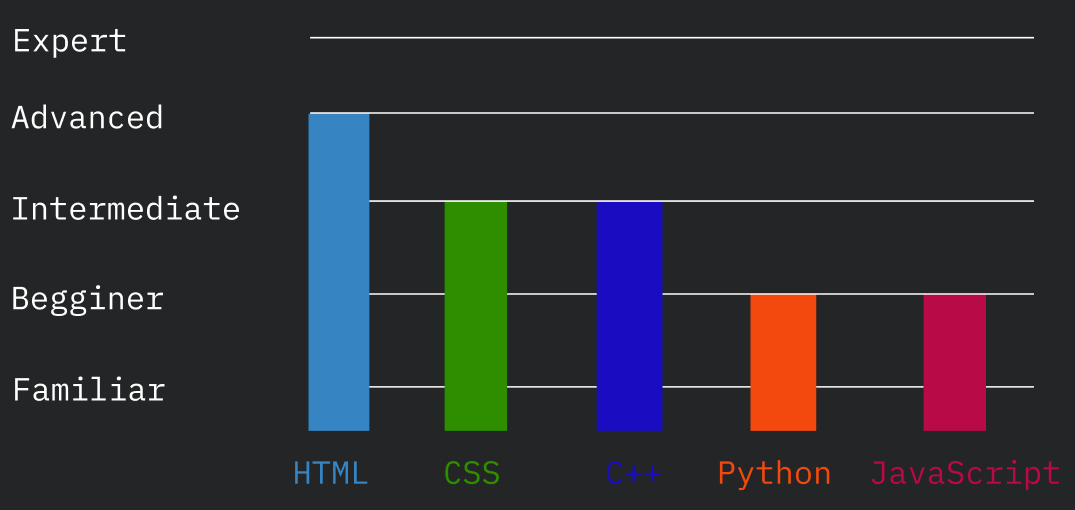 Expert
Advanced
Intermediate
Begginer
Familiar
HTML CSS C++ Python JavaScript